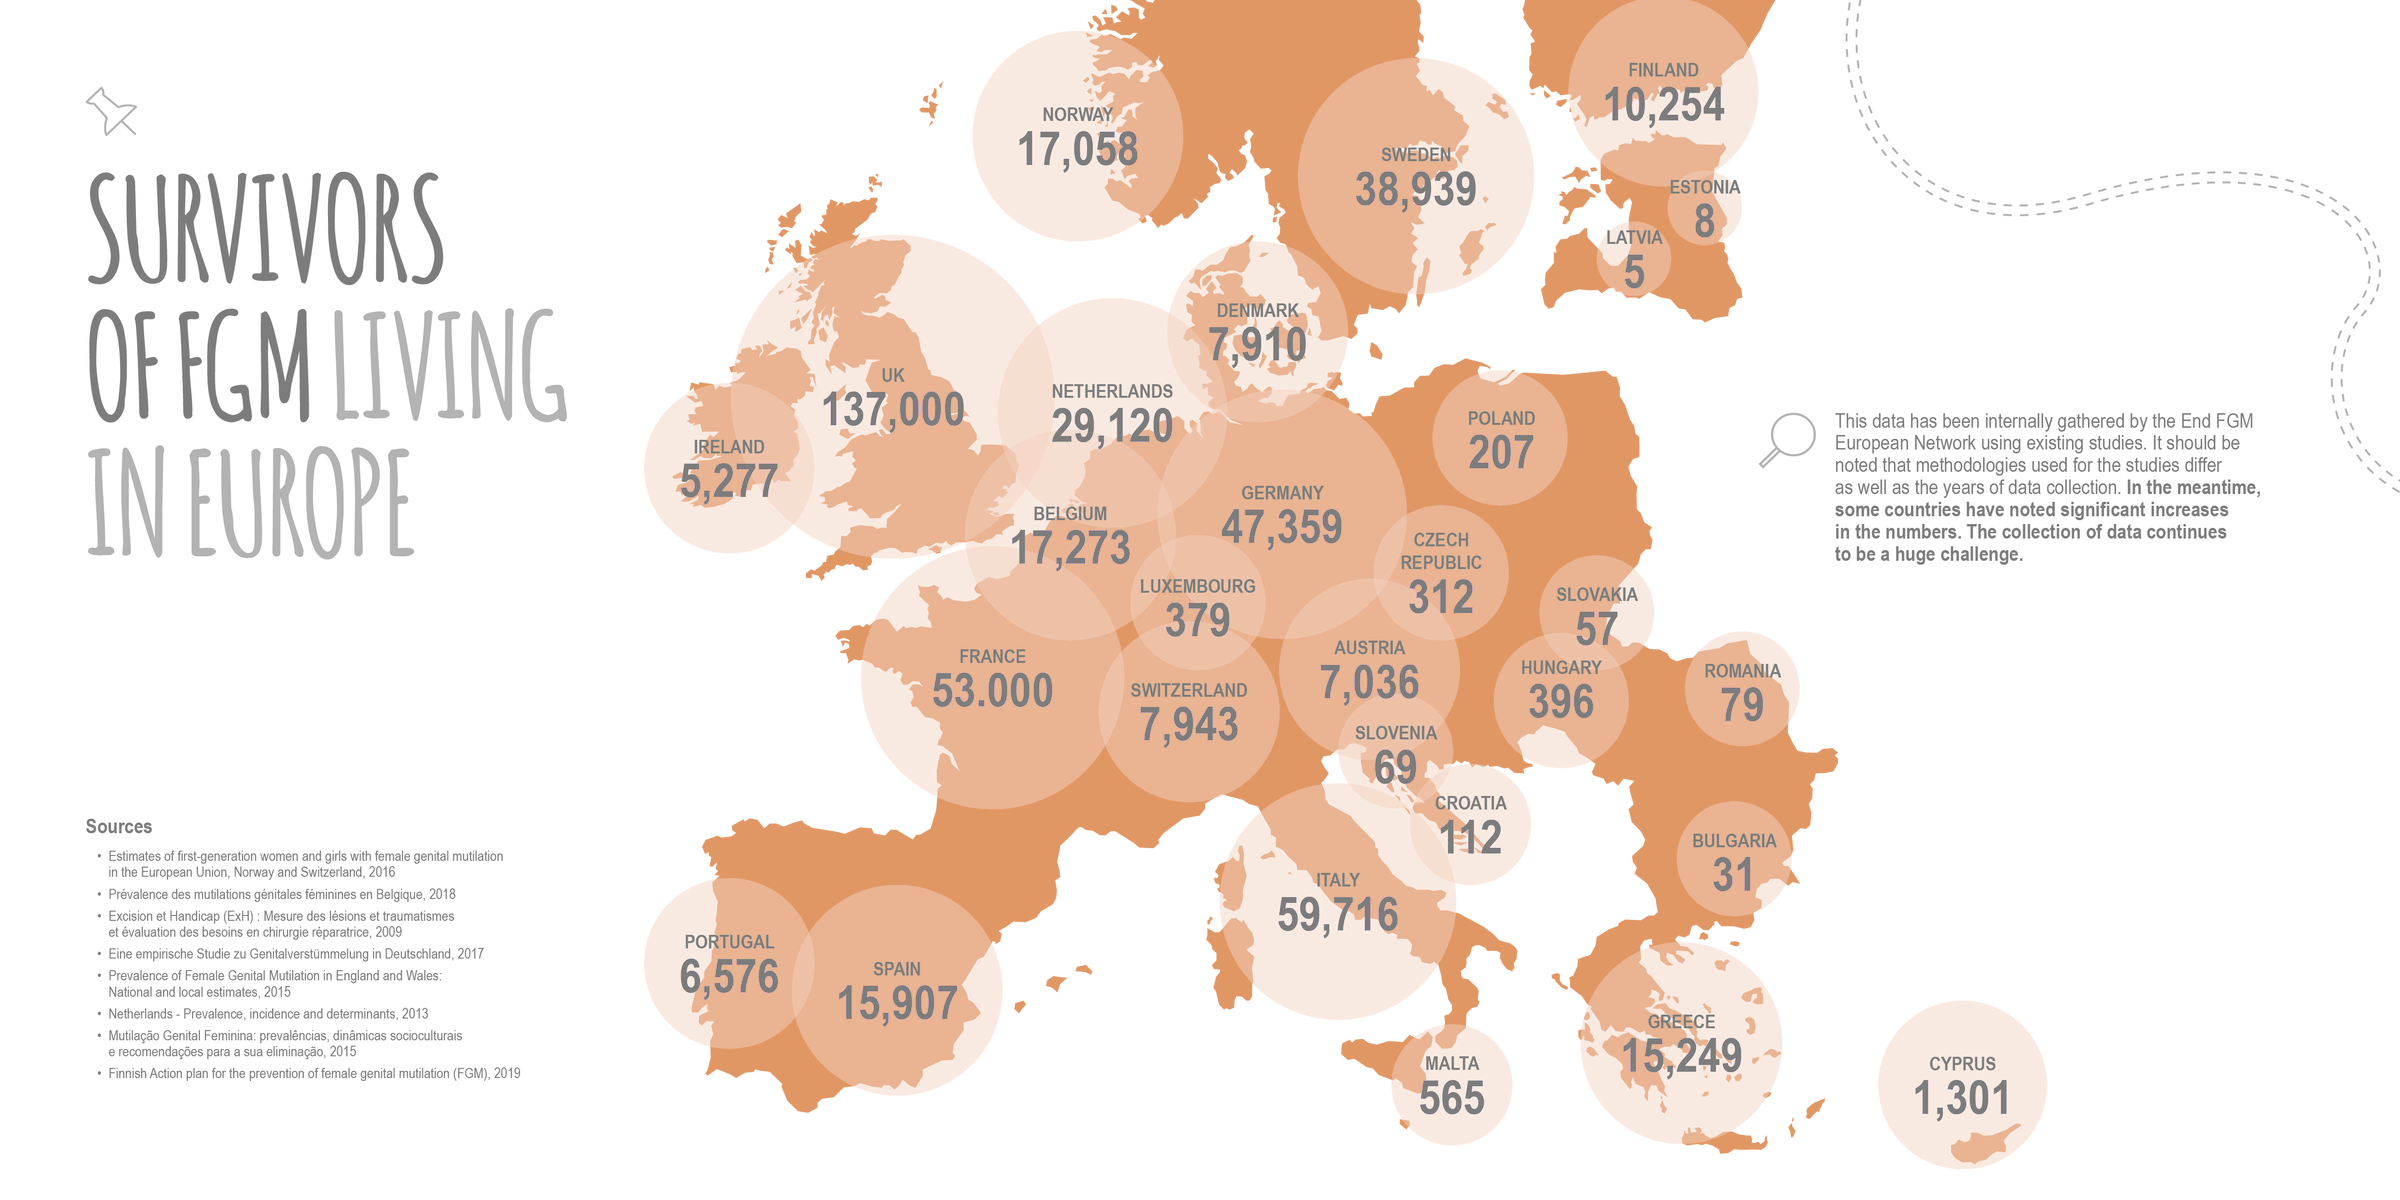 SURVIVORS
OF FGM LIVING
IN EUROPE
Sources
• Estimates of first-generation women and girls with female genital mutilation
in the European Union, Norway and Switzerland, 2016
• Prévalence des mutilations génitales féminines en Belgique, 2018
• Excision et Handicap (ExH) : Mesure des lésions et traumatismes
et évaluation des besoins en chirurgie réparatrice, 2009
• Eine empirische Studie zu Genitalverstümmelung in Deutschland, 2017
• Prevalence of Female Genital Mutilation in England and Wales:
National and local estimates, 2015
• Netherlands - Prevalence, incidence and determinants, 2013
• Mutilação Genital Feminina: prevalências, dinâmicas socioculturais
e recomendações para a sua eliminação, 2015
• Finnish Action plan for the prevention of female genital mutilation (FGM), 2019
NORWAY
17,058
SWEDEN
38,939
FINLAND
10,254
ESTONIA
8
LATVIA
5
DENMARK
7,910
UK
137,000
IRELAND
5,277
NETHERLANDS
29,120
BELGIUM
17,273
GERMANY
47,359
POLAND
207
CZECH
REPUBLIC
312
LUXEMBOURG
379
SLOVAKIA
57
FRANCE
53.000
SWITZERLAND
7,943
AUSTRIA
7,036
HUNGARY
396
ROMANIA
79
SLOVENIA
69
CROATIA
112
BULGARIA
31
ITALY
59,716
PORTUGAL
6,576
SPAIN
15,907
MALTA
565
GREECE
15,249
CYPRUS
1,301
This data has been internally gathered by the End FGM
European Network using existing studies. It should be
noted that methodologies used for the studies differ
as well as the years of data collection. In the meantime,
some countries have noted significant increases
in the numbers. The collection of data continues
to be a huge challenge.